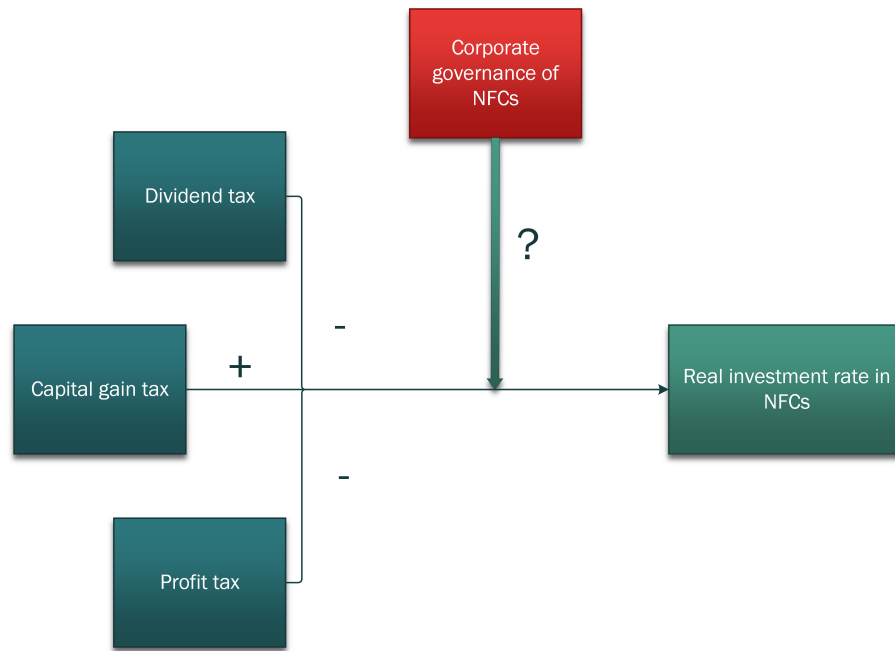 Corporate
governance of
NFCs
Dividend tax
?
-
Capital gain tax
+
Real investment rate in
NFCs
-
Profit tax